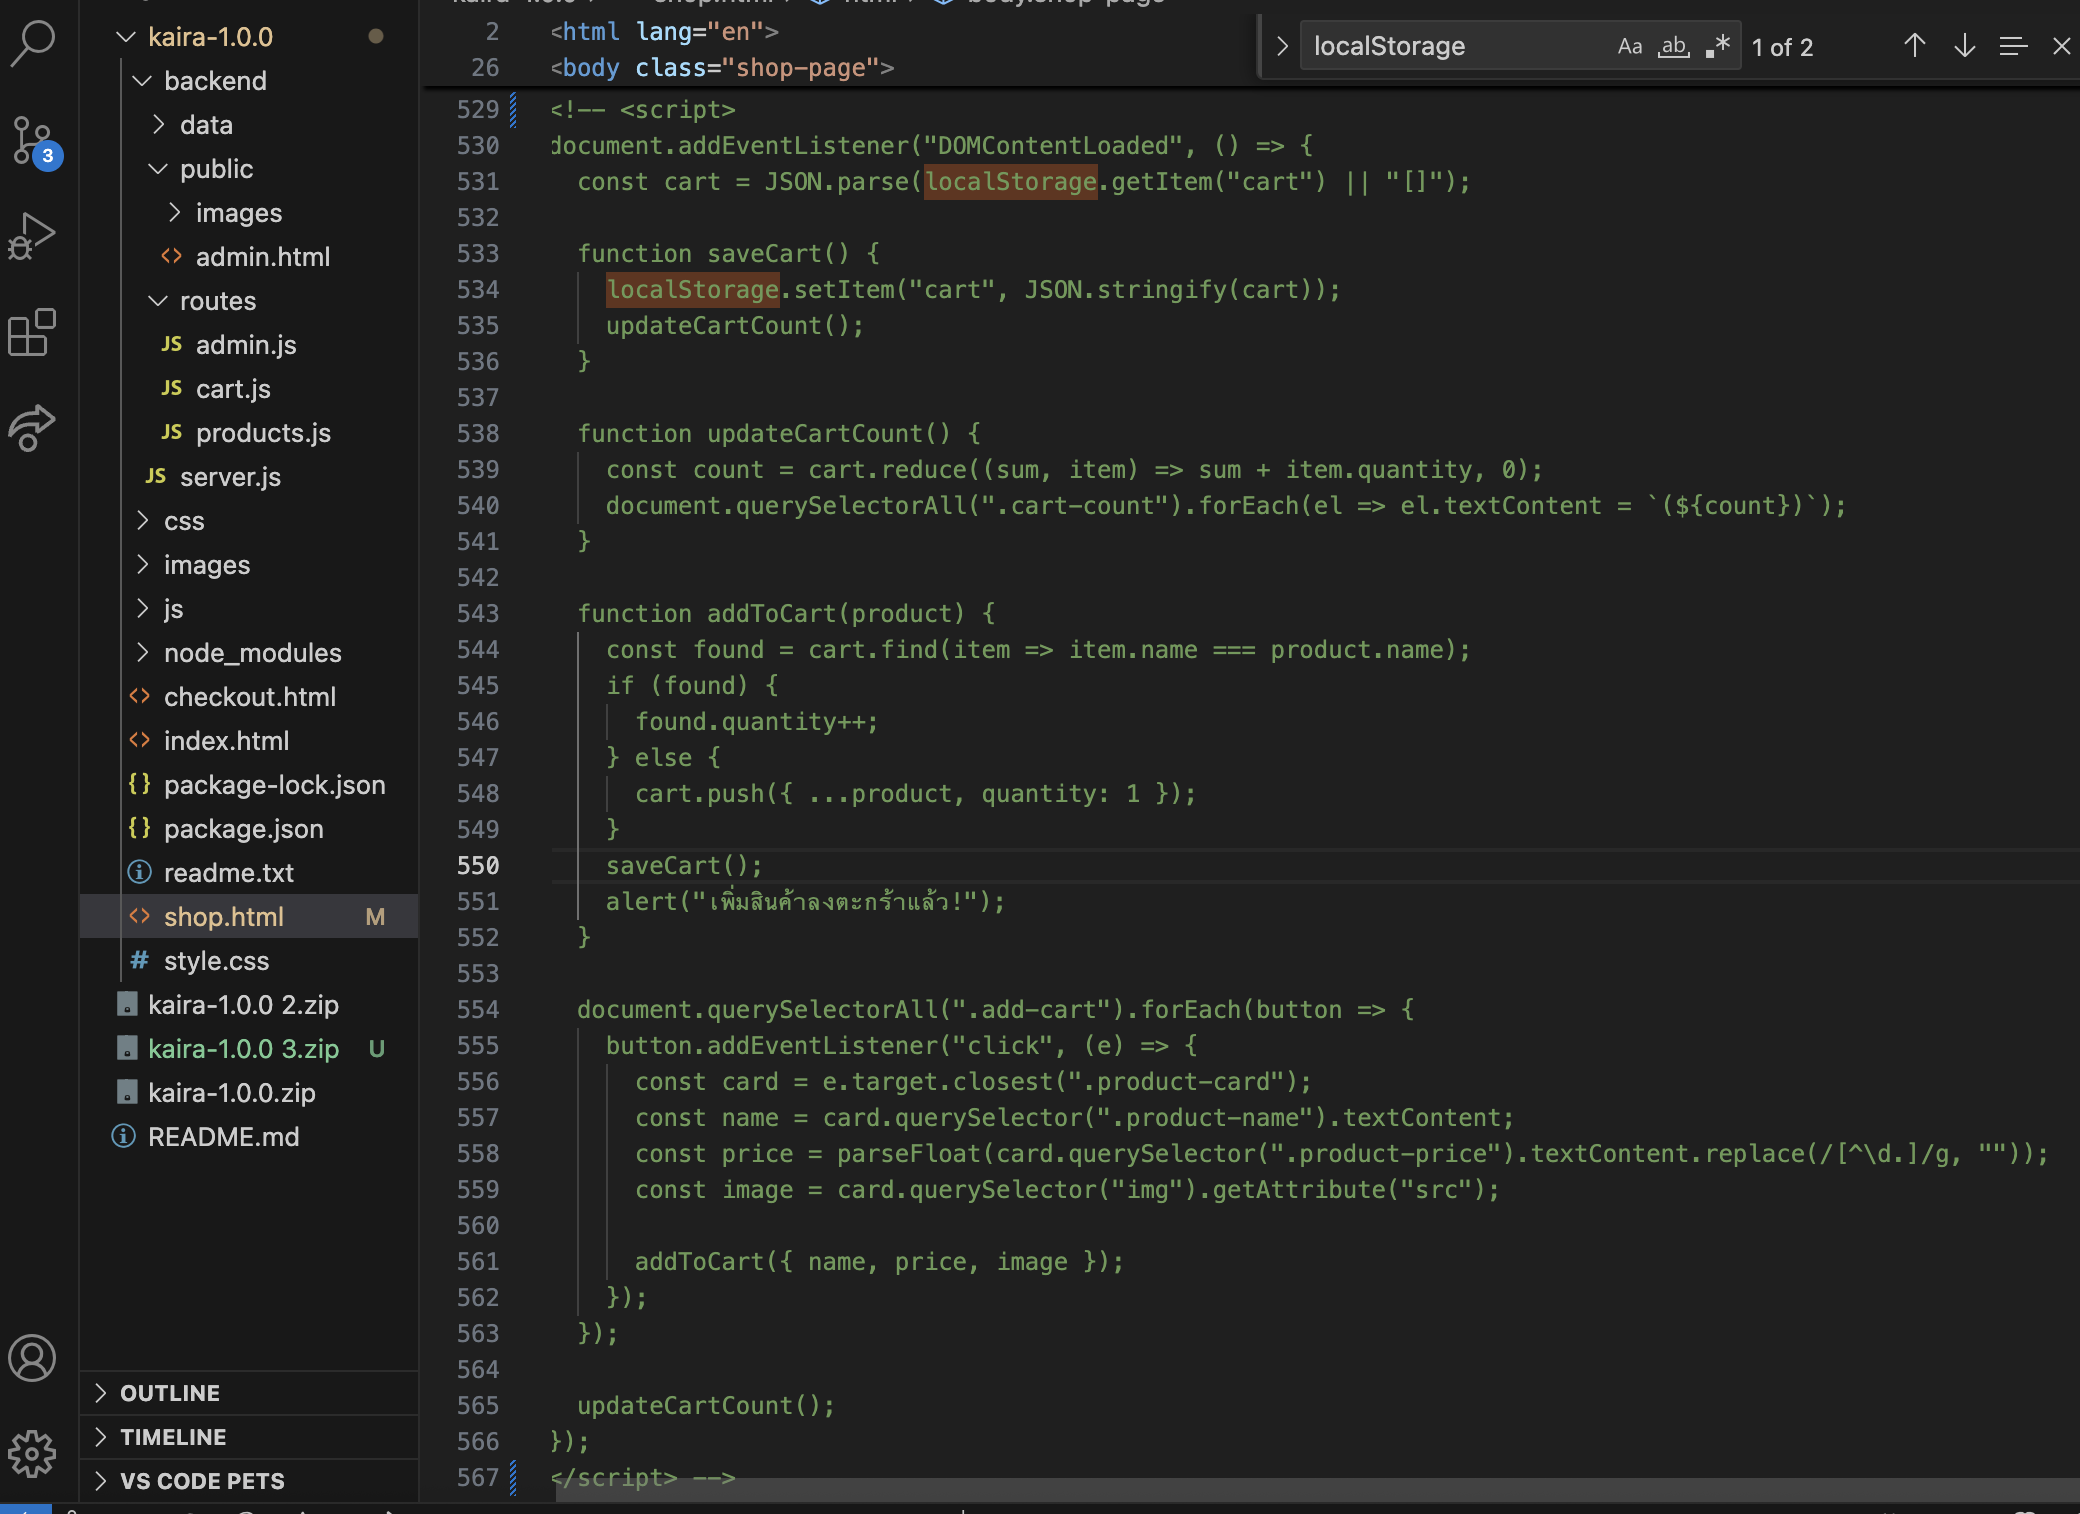 kaira-1.0.0
backend
data
public
images
admin.html
routes
JS admin.js
JS cart.js
JS products.js
JS server.js
css
images
js
node_modules
checkout.html
index.html
{} package-lock.json
{} package.json
readme.txt
shop.html M
# style.css
kaira-1.0.0 2.zip
kaira-1.0.0 3.zip U
kaira-1.0.0.zip
README.md
OUTLINE
TIMELINE
VS CODE PETS
3
localStorage Aa ab .* 1 of 2
2 <html lang="en">
26 <body class="shop-page">
529 <!-- <script>
530 document.addEventListener("DOMContentLoaded", () => {
531 const cart = JSON.parse(localStorage.getItem("cart") || "[]");
532
533 function saveCart() {
534 localStorage.setItem("cart", JSON.stringify(cart));
535 updateCartCount();
536 }
537
538 function updateCartCount() {
539 const count = cart.reduce((sum, item) => sum + item.quantity, 0);
540 document.querySelectorAll(".cart-count").forEach(el => el.textContent = `(${count})`);
541 }
542
543 function addToCart(product) {
544 const found = cart.find(item => item.name === product.name);
545 if (found) {
546 found.quantity++;
547 } else {
548 cart.push({ ...product, quantity: 1 });
549 }
550 saveCart();
551 alert("เพิ่มสินค้าลงตะกร้าแล้ว!");
552 }
553
554 document.querySelectorAll(".add-cart").forEach(button => {
555 button.addEventListener("click", (e) => {
556 const card = e.target.closest(".product-card");
557 const name = card.querySelector(".product-name").textContent;
558 const price = parseFloat(card.querySelector(".product-price").textContent.replace(/[^\d.]/g, ""));
559 const image = card.querySelector("img").getAttribute("src");
560
561 addToCart({ name, price, image });
562 });
563 });
564
565 updateCartCount();
566 });
567 </script> -->